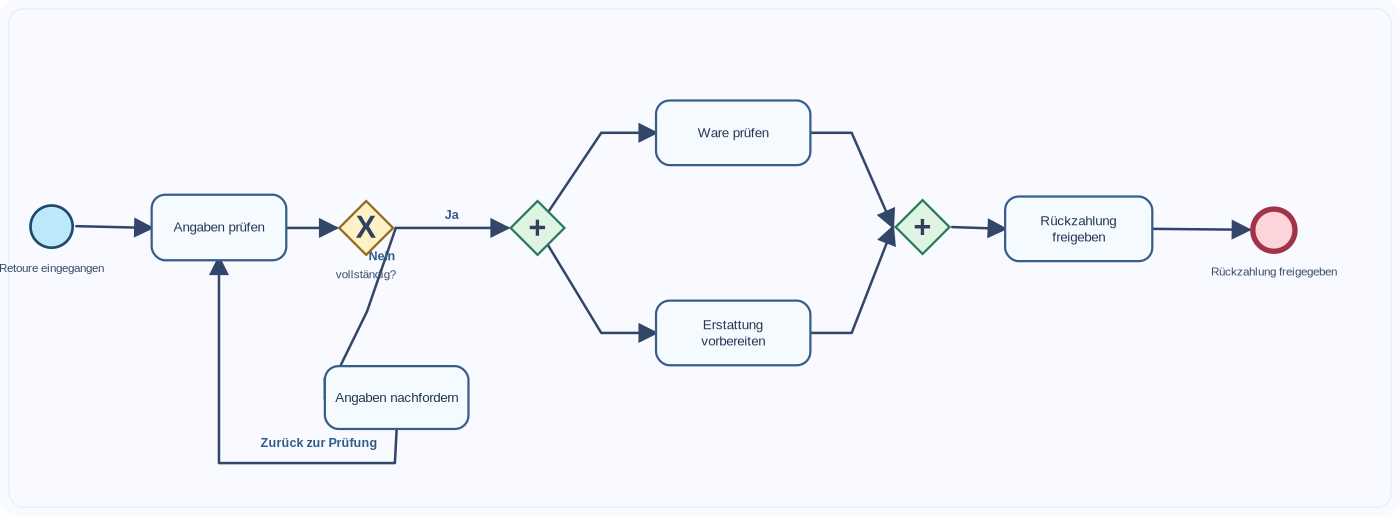 Retoure eingegangen
Angaben prüfen
X
Nein
vollständig?
Ja
+
Ware prüfen
Erstattung
vorbereiten
+
Rückzahlung
freigeben
Rückzahlung freigegeben
Angaben nachfordern
Zurück zur Prüfung